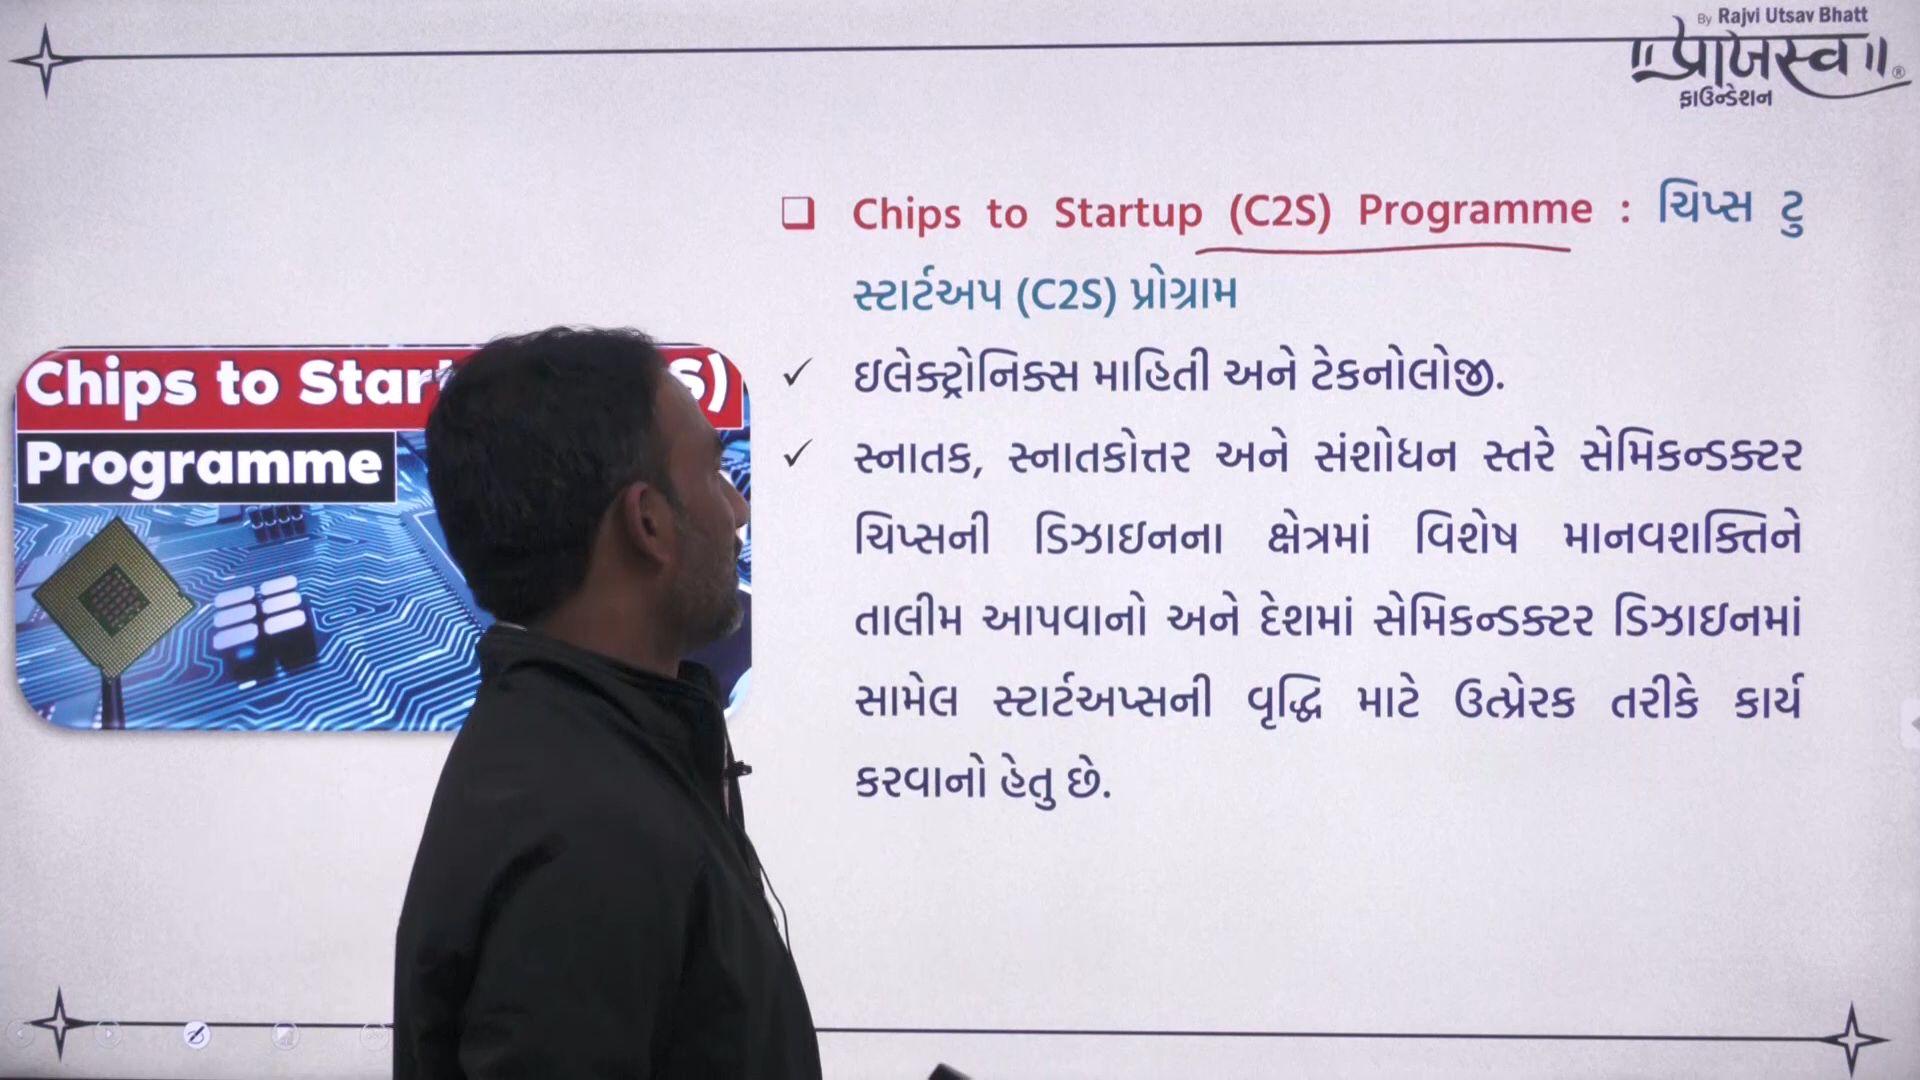 By Rajvi Utsav Bhatt
ફાઉન્ડેશન
❑ Chips to Startup (C2S) Programme : ચિપ્સ ટુ
સ્ટાર્ટઅપ (C2S) પ્રોગ્રામ
✓ ઇલેક્ટ્રોનિક્સ માહિતી અને ટેકનોલોજી.
✓ સ્નાતક, સ્નાતકોત્તર અને સંશોધન સ્તરે સેમિકન્ડક્ટર
ચિપ્સની ડિઝાઇનના ક્ષેત્રમાં વિશેષ માનવશક્તિને
તાલીમ આપવાનો અને દેશમાં સેમિકન્ડક્ટર ડિઝાઇનમાં
સામેલ સ્ટાર્ટઅપ્સની વૃદ્ધિ માટે ઉત્પ્રેરક તરીકે કાર્ય
કરવાનો હેતુ છે.
Chips to Star S)
Programme